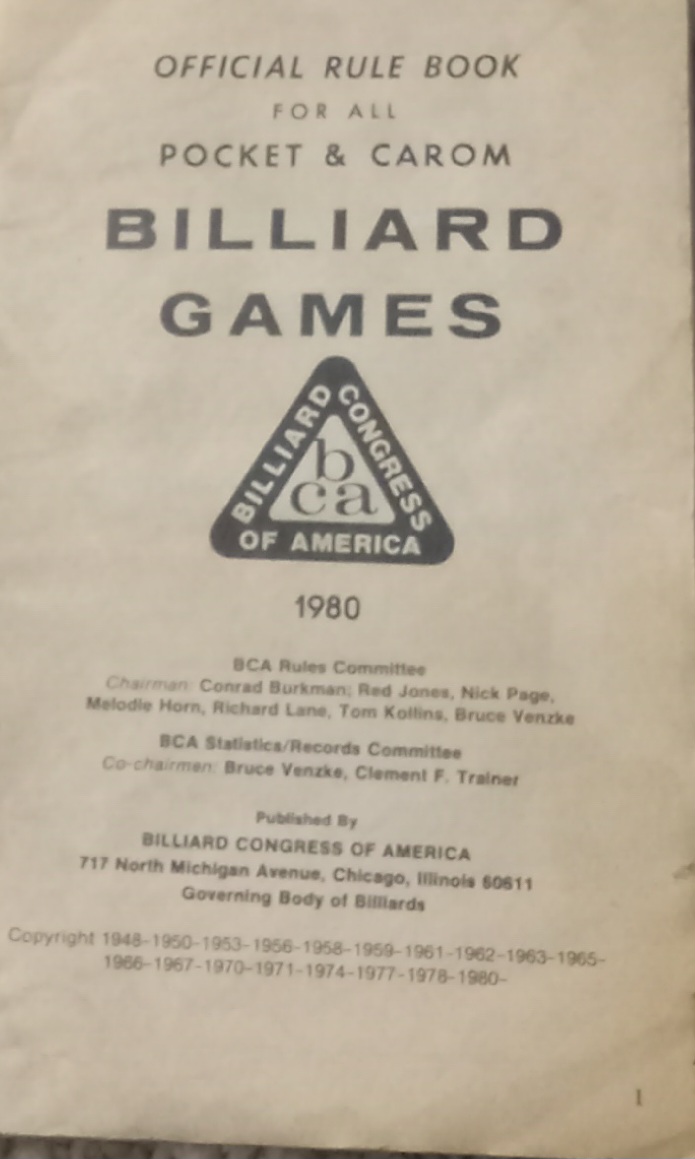 OFFICIAL RULE BOOK
FOR ALL
POCKET & CAROM
BILLIARD
GAMES
BILLIARD CONGRESS
OF AMERICA
b
ca
1980
BCA Rules Committee
Chairman: Conrad Burkman; Red Jones, Nick Page,
Melodie Horn, Richard Lane, Tom Kollins, Bruce Venzke
BCA Statistics/Records Committee
Co-chairmen: Bruce Venzke, Clement F. Trainer
Published By
BILLIARD CONGRESS OF AMERICA
717 North Michigan Avenue, Chicago, Illinois 60611
Governing Body of Billiards
Copyright 1948-1950-1953-1956-1958-1959-1961-1962-1963-1965-
1966-1967-1970-1971-1974-1977-1978-1980-
1